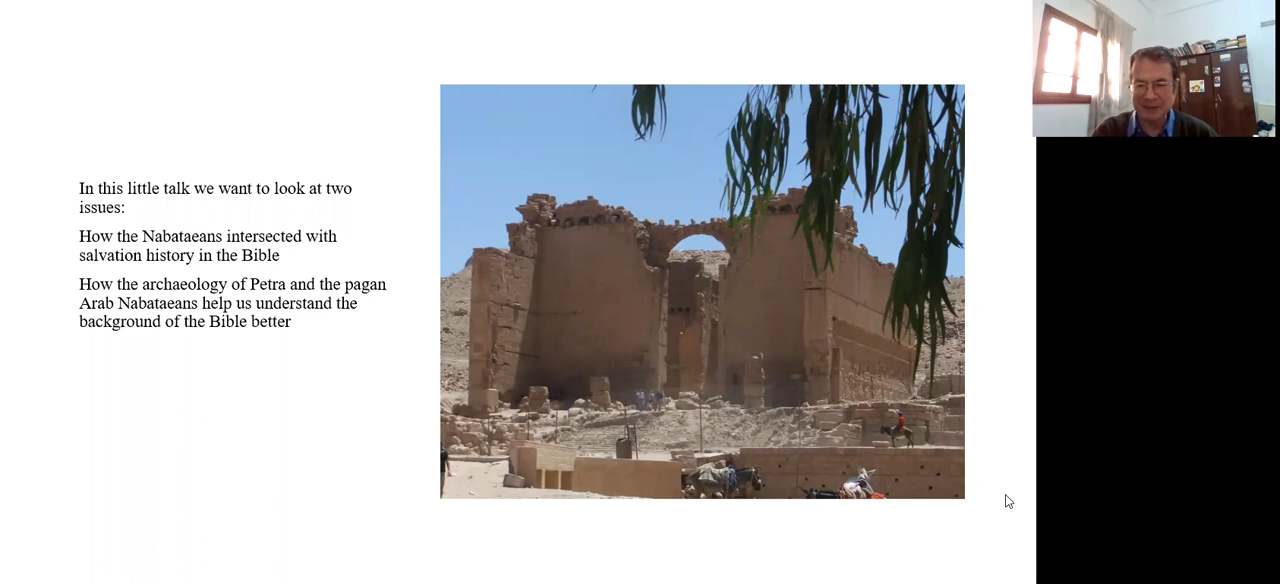 In this little talk we want to look at two
issues:
How the Nabataeans intersected with
salvation history in the Bible
How the archaeology of Petra and the pagan
Arab Nabataeans help us understand the
background of the Bible better